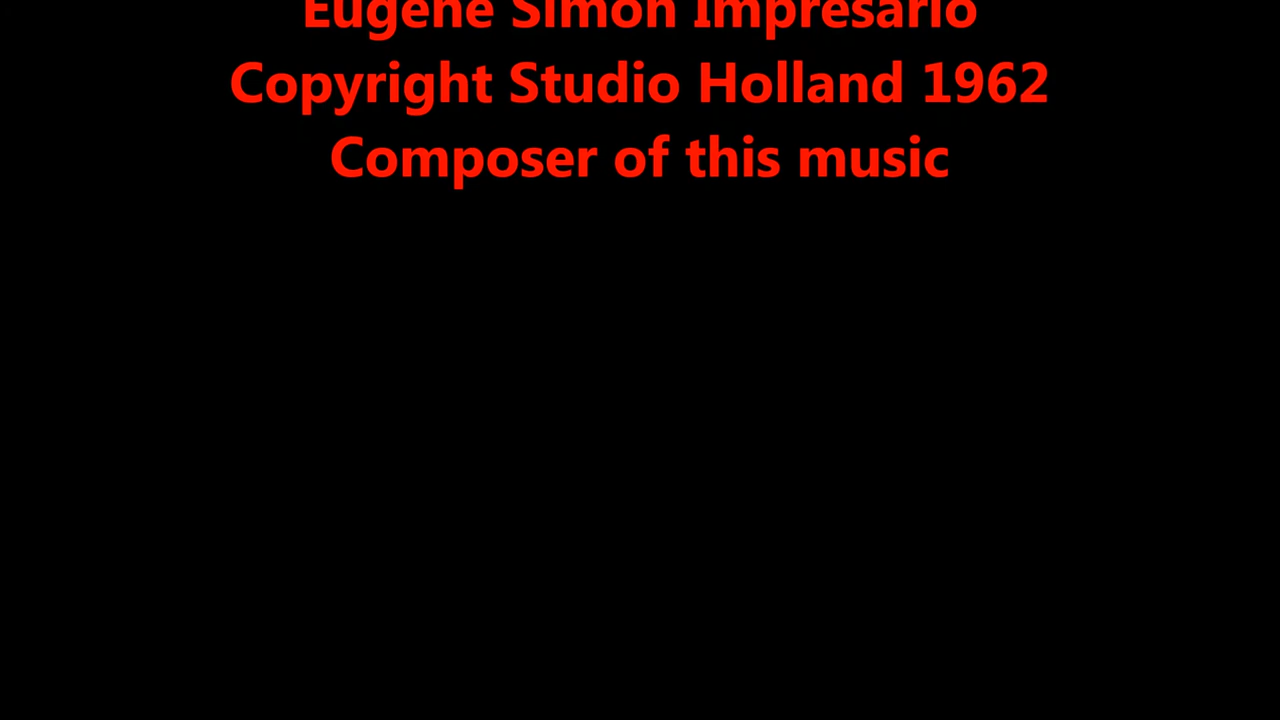 Eugene Simon Impresario
Copyright Studio Holland 1962
Composer of this music